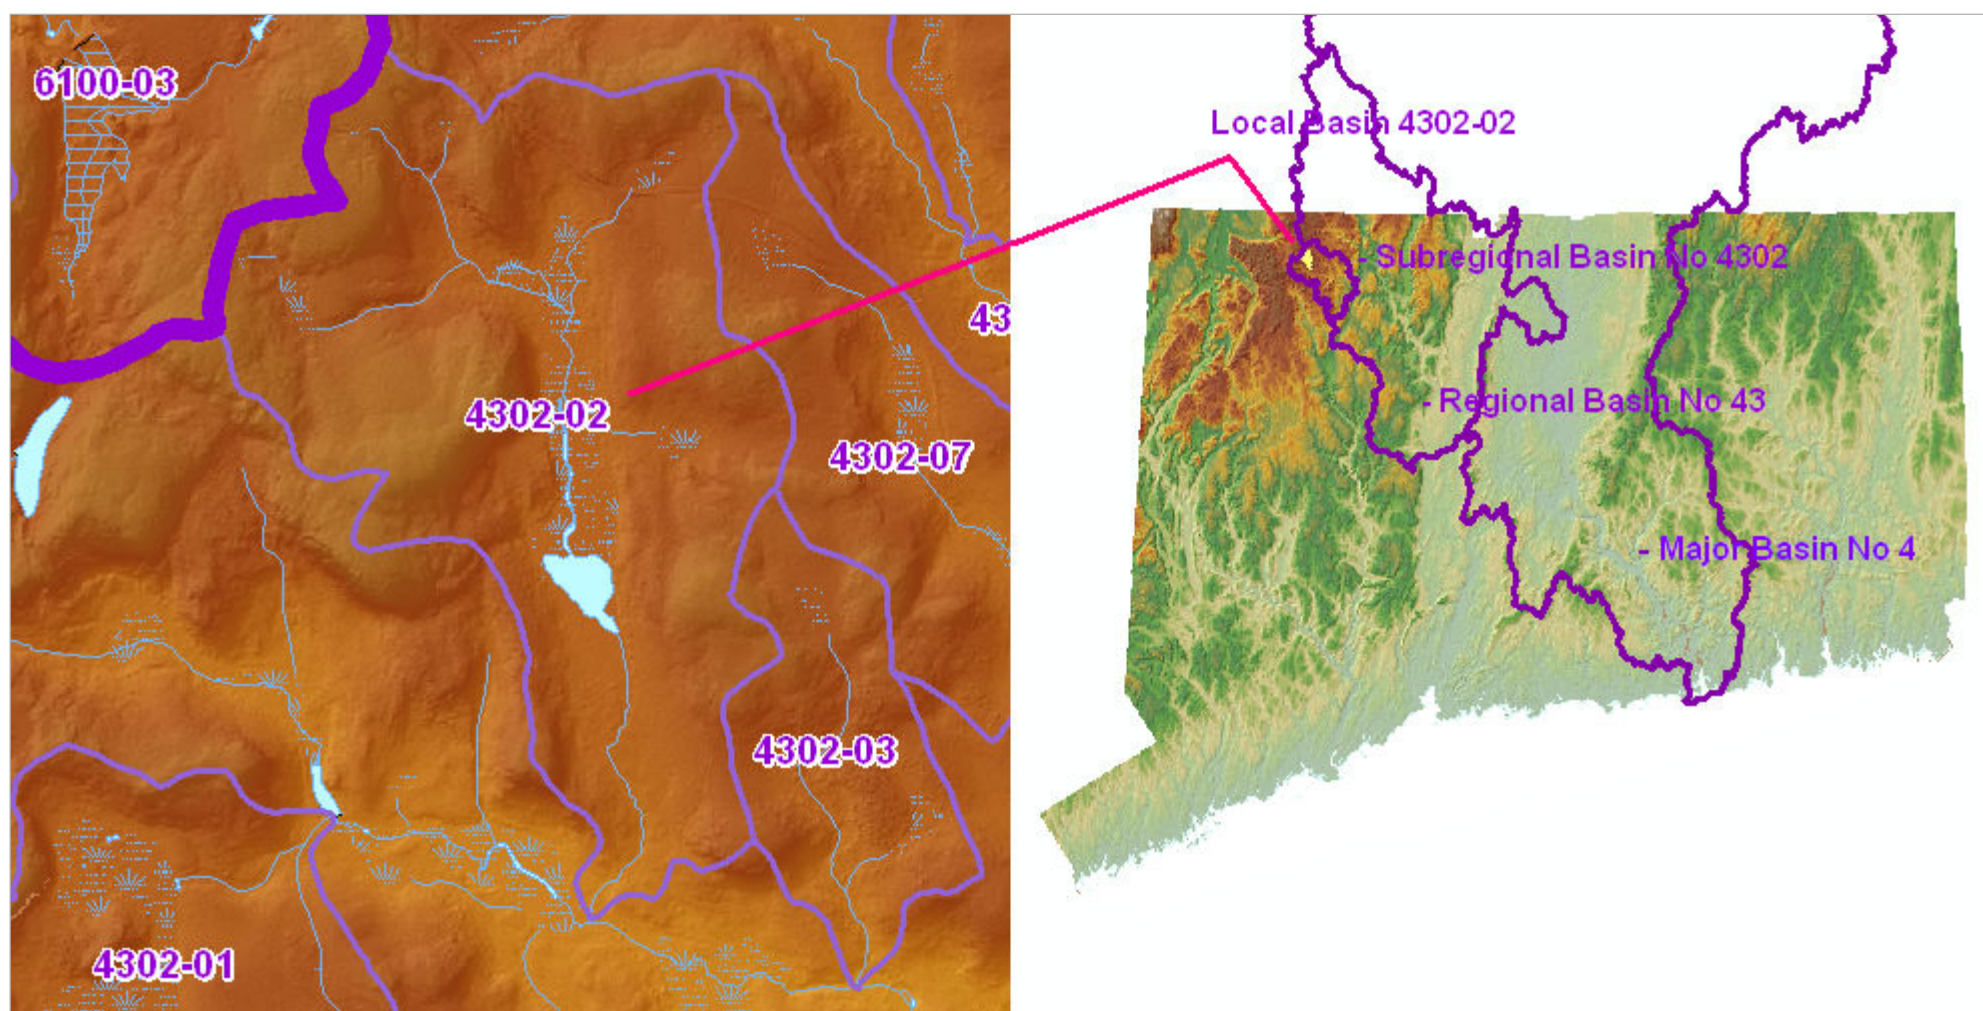 6100-03
43
4302-02
4302-07
4302-03
4302-01
Local Basin 4302-02
- Subregional Basin No 4302
- Regional Basin No 43
- Major Basin No 4